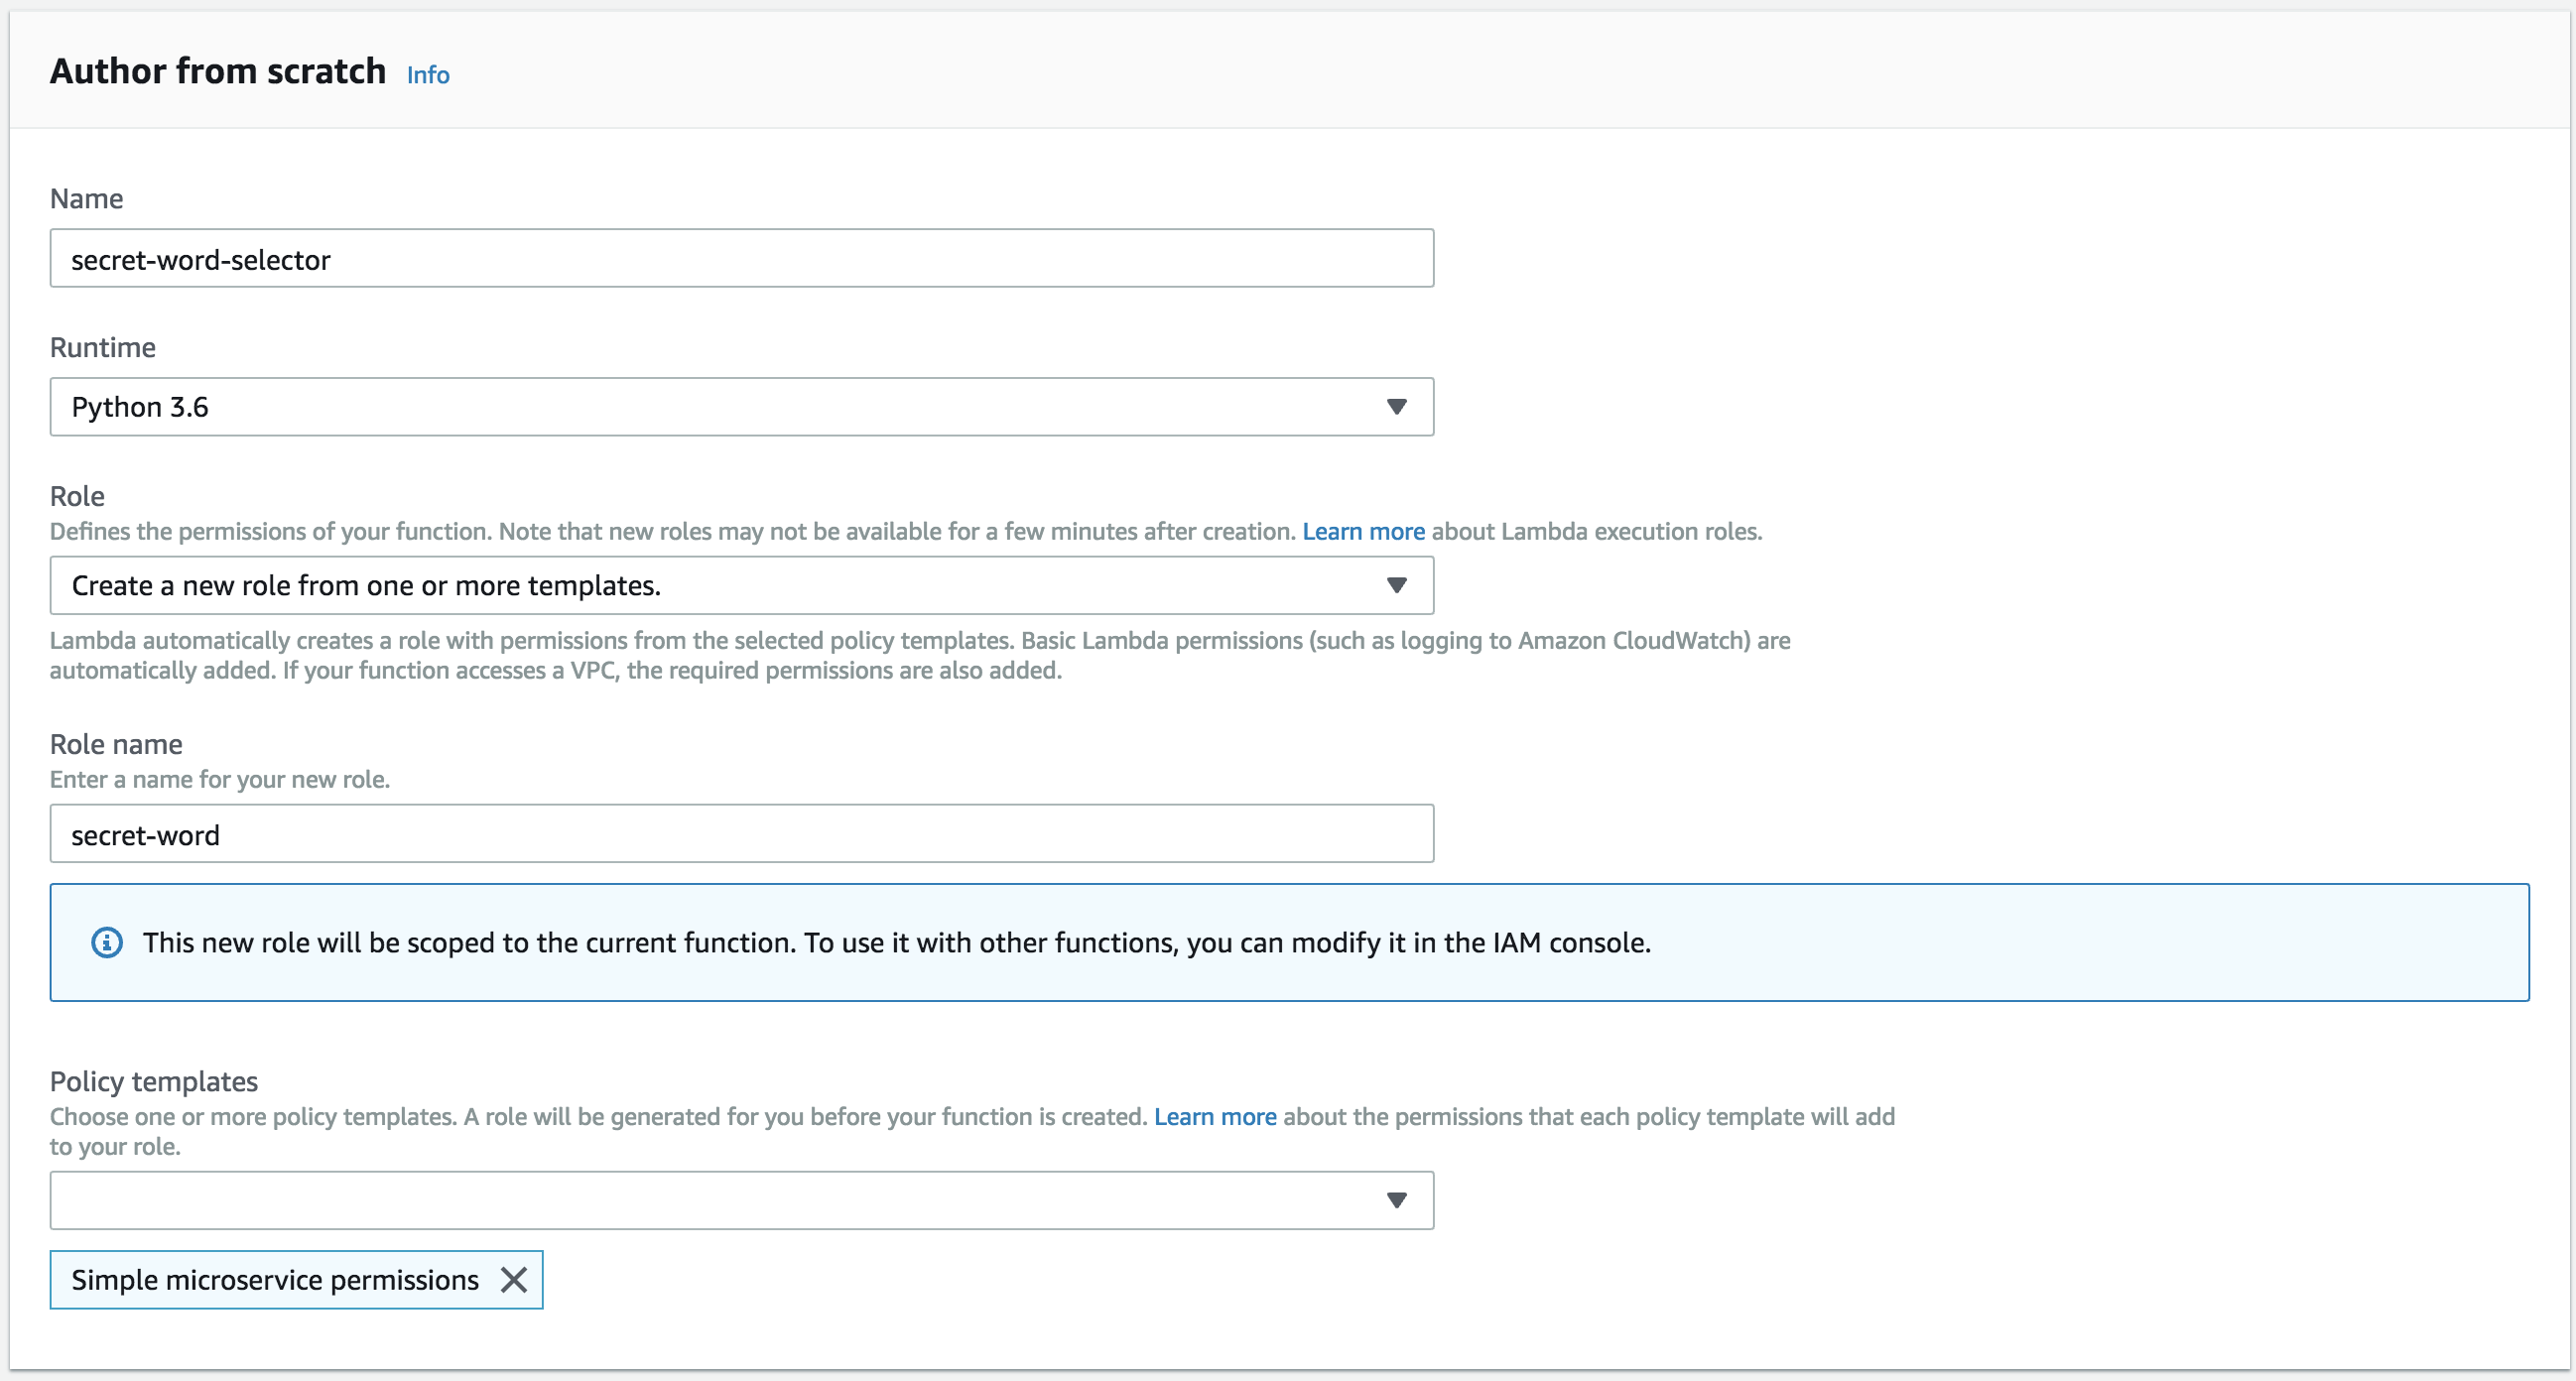 Author from scratch Info
Name
secret-word-selector
Runtime
Python 3.6
Role
Defines the permissions of your function. Note that new roles may not be available for a few minutes after creation. Learn more about Lambda execution roles.
Create a new role from one or more templates.
Lambda automatically creates a role with permissions from the selected policy templates. Basic Lambda permissions (such as logging to Amazon CloudWatch) are
automatically added. If your function accesses a VPC, the required permissions are also added.
Role name
Enter a name for your new role.
secret-word
This new role will be scoped to the current function. To use it with other functions, you can modify it in the IAM console.
Policy templates
Choose one or more policy templates. A role will be generated for you before your function is created. Learn more about the permissions that each policy template will add
to your role.
Simple microservice permissions